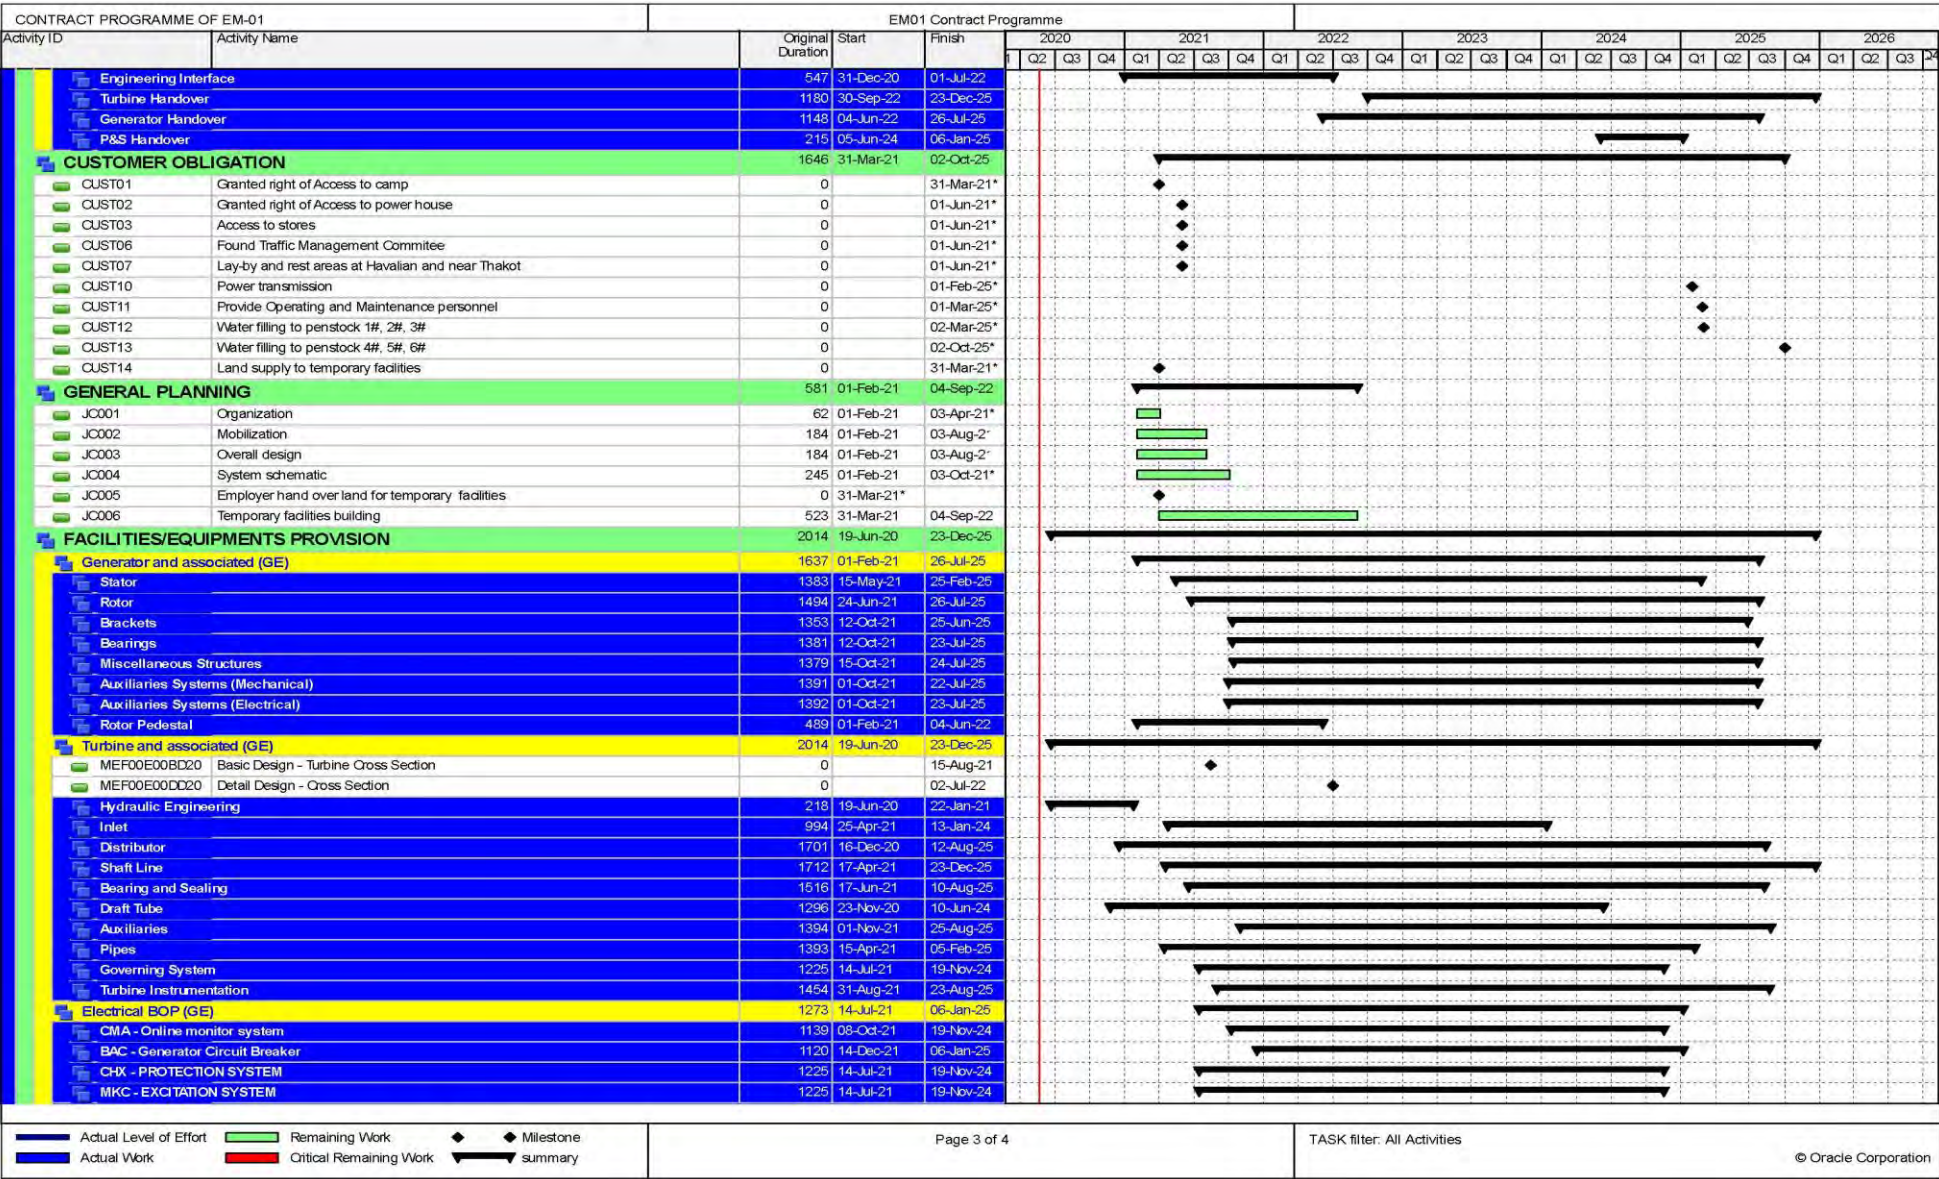 CONTRACT PROGRAMME OF EM-01 EM01 Contract Programme
Activity ID Activity Name Original Duration Start Finish 2020 2021 2022 2023 2024 2025 2026
Q2 Q3 Q4 Q1 Q2 Q3 Q4 Q1 Q2 Q3 Q4 Q1 Q2 Q3 Q4 Q1 Q2 Q3 Q4 Q1 Q2 Q3 Q4 Q1 Q2 Q3
Engineering Interface 547 31-Dec-20 01-Jul-22
Turbine Handover 1180 30-Sep-22 23-Dec-25
Generator Handover 1148 04-Jun-22 26-Jul-25
P&S Handover 215 05-Jun-24 06-Jan-25
CUSTOMER OBLIGATION 1646 31-Mar-21 02-Oct-25
CUST01 Granted right of Access to camp 0 31-Mar-21*
CUST02 Granted right of Access to power house 0 01-Jun-21*
CUST03 Access to stores 0 01-Jun-21*
CUST06 Found Traffic Management Commitee 0 01-Jun-21*
CUST07 Lay-by and rest areas at Havalian and near Thakot 0 01-Jun-21*
CUST10 Power transmission 0 01-Feb-25*
CUST11 Provide Operating and Maintenance personnel 0 01-Mar-25*
CUST12 Water filling to penstock 1#, 2#, 3# 0 02-Mar-25*
CUST13 Water filling to penstock 4#, 5#, 6# 0 02-Oct-25*
CUST14 Land supply to temporary facilities 0 31-Mar-21*
GENERAL PLANNING 581 01-Feb-21 04-Sep-22
JC001 Organization 62 01-Feb-21 03-Apr-21*
JC002 Mobilization 184 01-Feb-21 03-Aug-2
JC003 Overall design 184 01-Feb-21 03-Aug-2
JC004 System schematic 245 01-Feb-21 03-Oct-21*
JC005 Employer hand over land for temporary facilities 0 31-Mar-21*
JC006 Temporary facilities building 523 31-Mar-21 04-Sep-22
FACILITIES/EQUIPMENTS PROVISION 2014 19-Jun-20 23-Dec-25
Generator and associated (GE) 1637 01-Feb-21 26-Jul-25
Stator 1383 15-May-21 25-Feb-25
Rotor 1494 24-Jun-21 26-Jul-25
Brackets 1353 12-Oct-21 25-Jun-25
Bearings 1381 12-Oct-21 23-Jul-25
Miscellaneous Structures 1379 15-Oct-21 24-Jul-25
Auxiliaries Systems (Mechanical) 1391 01-Oct-21 22-Jul-25
Auxiliaries Systems (Electrical) 1392 01-Oct-21 23-Jul-25
Rotor Pedestal 489 01-Feb-21 04-Jun-22
Turbine and associated (GE) 2014 19-Jun-20 23-Dec-25
MEF00E00BD20 Basic Design - Turbine Cross Section 0 15-Aug-21
MEF00E00DD20 Detail Design - Cross Section 0 02-Jul-22
Hydraulic Engineering 218 19-Jun-20 22-Jan-21
Inlet 994 25-Apr-21 13-Jan-24
Distributor 1701 16-Dec-20 12-Aug-25
Shaft Line 1712 17-Apr-21 23-Dec-25
Bearing and Sealing 1516 17-Jun-21 10-Aug-25
Draft Tube 1296 23-Nov-20 10-Jun-24
Auxiliaries 1394 01-Nov-21 25-Aug-25
Pipes 1393 15-Apr-21 05-Feb-25
Governing System 1225 14-Jul-21 19-Nov-24
Turbine Instrumentation 1454 31-Aug-21 23-Aug-25
Electrical BOP (GE) 1273 14-Jul-21 06-Jan-25
CMA - Online monitor system 1139 08-Oct-21 19-Nov-24
BAC - Generator Circuit Breaker 1120 14-Dec-21 06-Jan-25
CHX - PROTECTION SYSTEM 1225 14-Jul-21 19-Nov-24
MKC - EXCITATION SYSTEM 1225 14-Jul-21 19-Nov-24
Actual Level of Effort Remaining Work Milestone Page 3 of 4 TASK filter: All Activities
Actual Work Critical Remaining Work summary
© Oracle Corporation